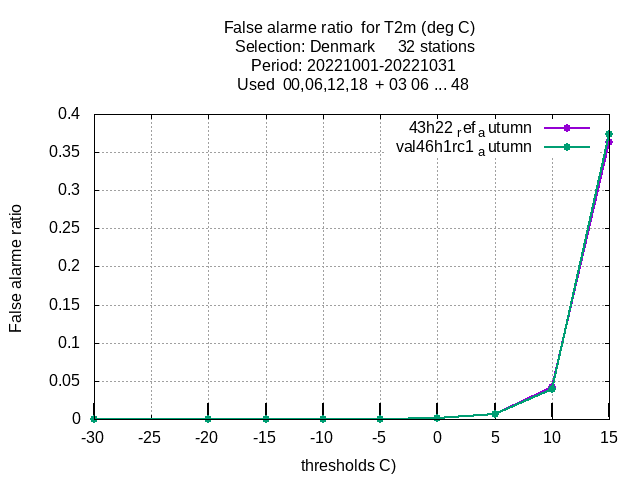 False alarme ratio  for T2m (deg C)
Selection: Denmark     32 stations
Period: 20221001-20221031
Used  00,06,12,18  + 03 06 ... 48
43h22 ref a utumn
val46h1rc1 a utumn
0.4
0.35
0.3
0.25
0.2
0.15
0.1
0.05
0
False alarme ratio
-30 -25 -20 -15 -10 -5 0 5 10 15
thresholds C)